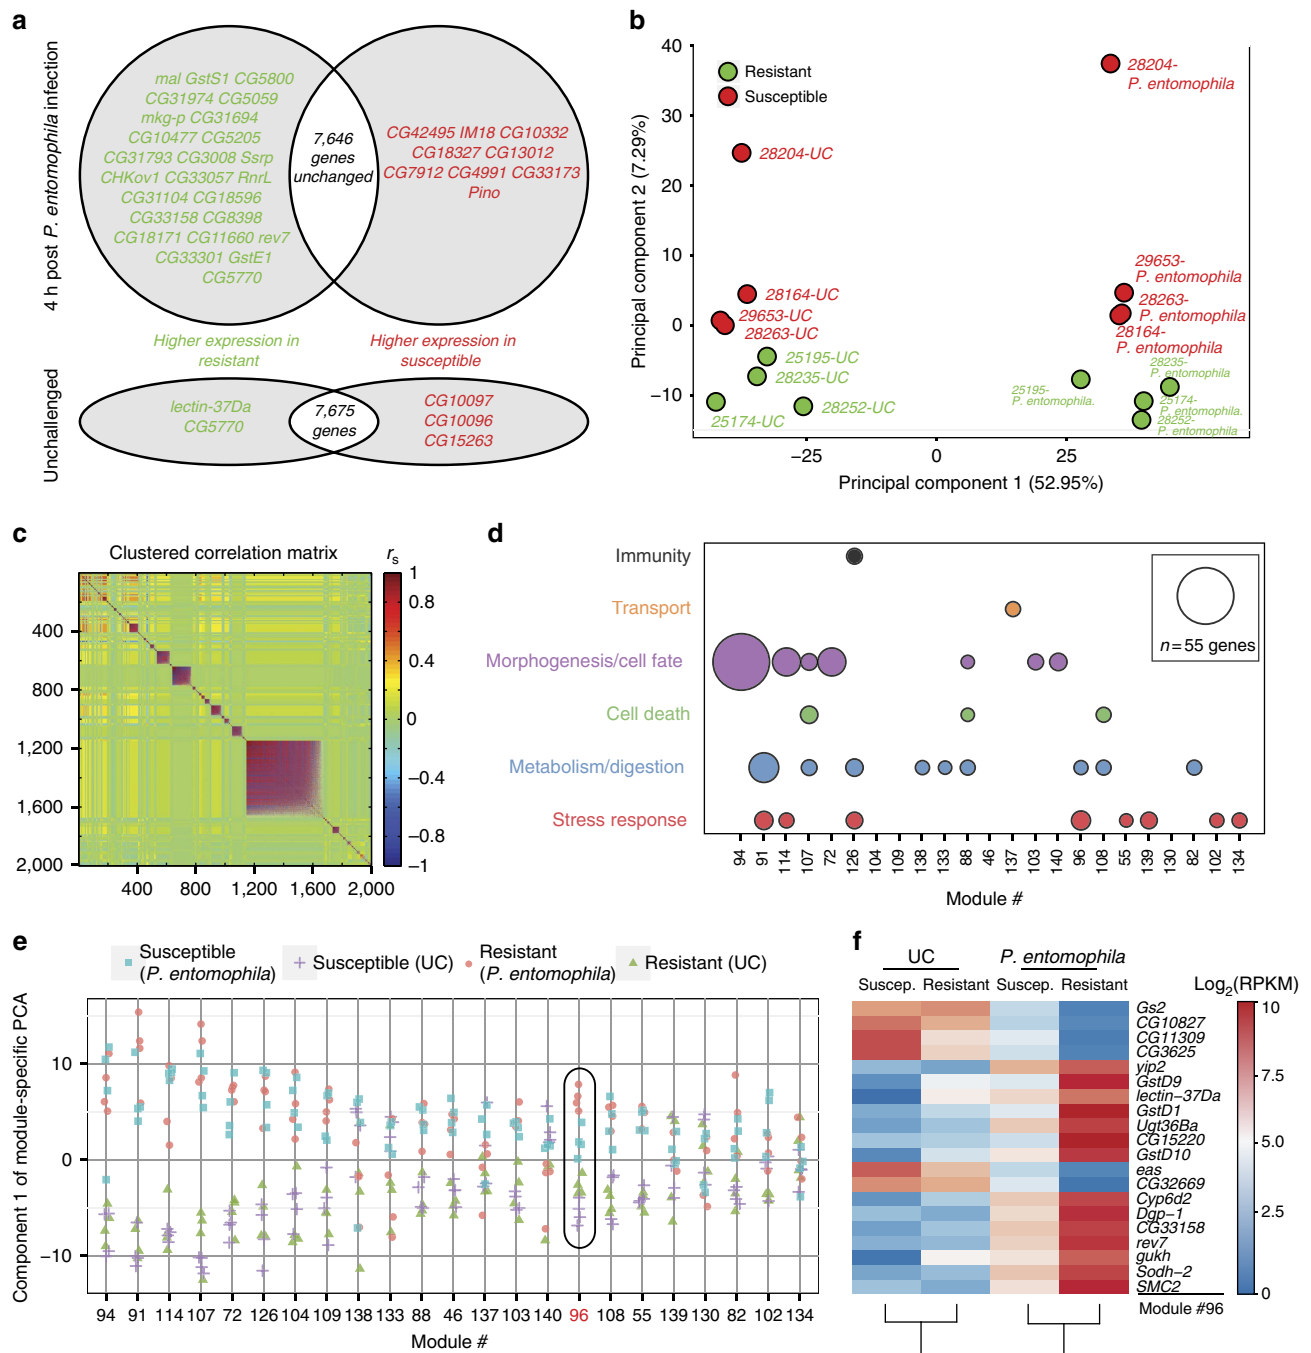 a
4 h post P. entomophila infection
mal GstS1 CG5800
CG31974 CG5059
mkg-p CG31694
CG10477 CG5205
CG31793 CG3008 Ssrp
CHKov1 CG33057 RnrL
CG31104 CG18596
CG33158 CG8398
CG18171 CG11660 rev7
CG33301 GstE1
CG5770
7,646
genes
unchanged
CG42495 IM18 CG10332
CG18327 CG13012
CG7912 CG4991 CG33173
Pino
Higher expression in
resistant
Higher expression in
susceptible
Unchallenged
lectin-37Da
CG5770
7,675
genes
CG10097
CG10096
CG15263
b
Principal component 2 (7.29%)
40
30
20
10
0
−10
Resistant
Susceptible
28204-
P. entomophila
28204-UC
28164-UC
29653-UC
28263-UC
25195-UC
28235-UC
25174-UC
28252-UC
29653-
P. entomophila
28263-
P. entomophila
28164-
P. entomophila
28235-
P. entomophila
25195-
P. entomophila.
25174-
P. entomophila.
28252-
P. entomophila
−25
0
25
Principal component 1 (52.95%)
c
Clustered correlation matrix
rs
400
800
1,200
1,600
2,000
400
800
1,200
1,600
2,000
1
0.8
0.4
0
−0.4
−0.8
−1
d
Immunity
Transport
Morphogenesis/cell fate
Cell death
Metabolism/digestion
Stress response
n=55 genes
94
91
114
107
72
126
104
109
138
133
88
46
137
103
140
96
108
55
139
130
82
102
134
Module #
e
Susceptible
(P. entomophila)
Susceptible (UC)
Resistant
(P. entomophila)
Resistant (UC)
Component 1 of module-specific PCA
10
0
−10
94 91 114 107 72 126 104 109 138 133 88 46 137 103 140 96 108 55 139 130 82 102 134
Module #
f
UC
P. entomophila
Suscep. Resistant Suscep. Resistant
Log2(RPKM)
Gs2
CG10827
CG11309
CG3625
yip2
GstD9
lectin−37Da
GstD1
Ugt36Ba
CG15220
GstD10
eas
CG32669
Cyp6d2
Dgp−1
CG33158
rev7
gukh
Sodh−2
SMC2
Module #96
10
7.5
5.0
2.5
0